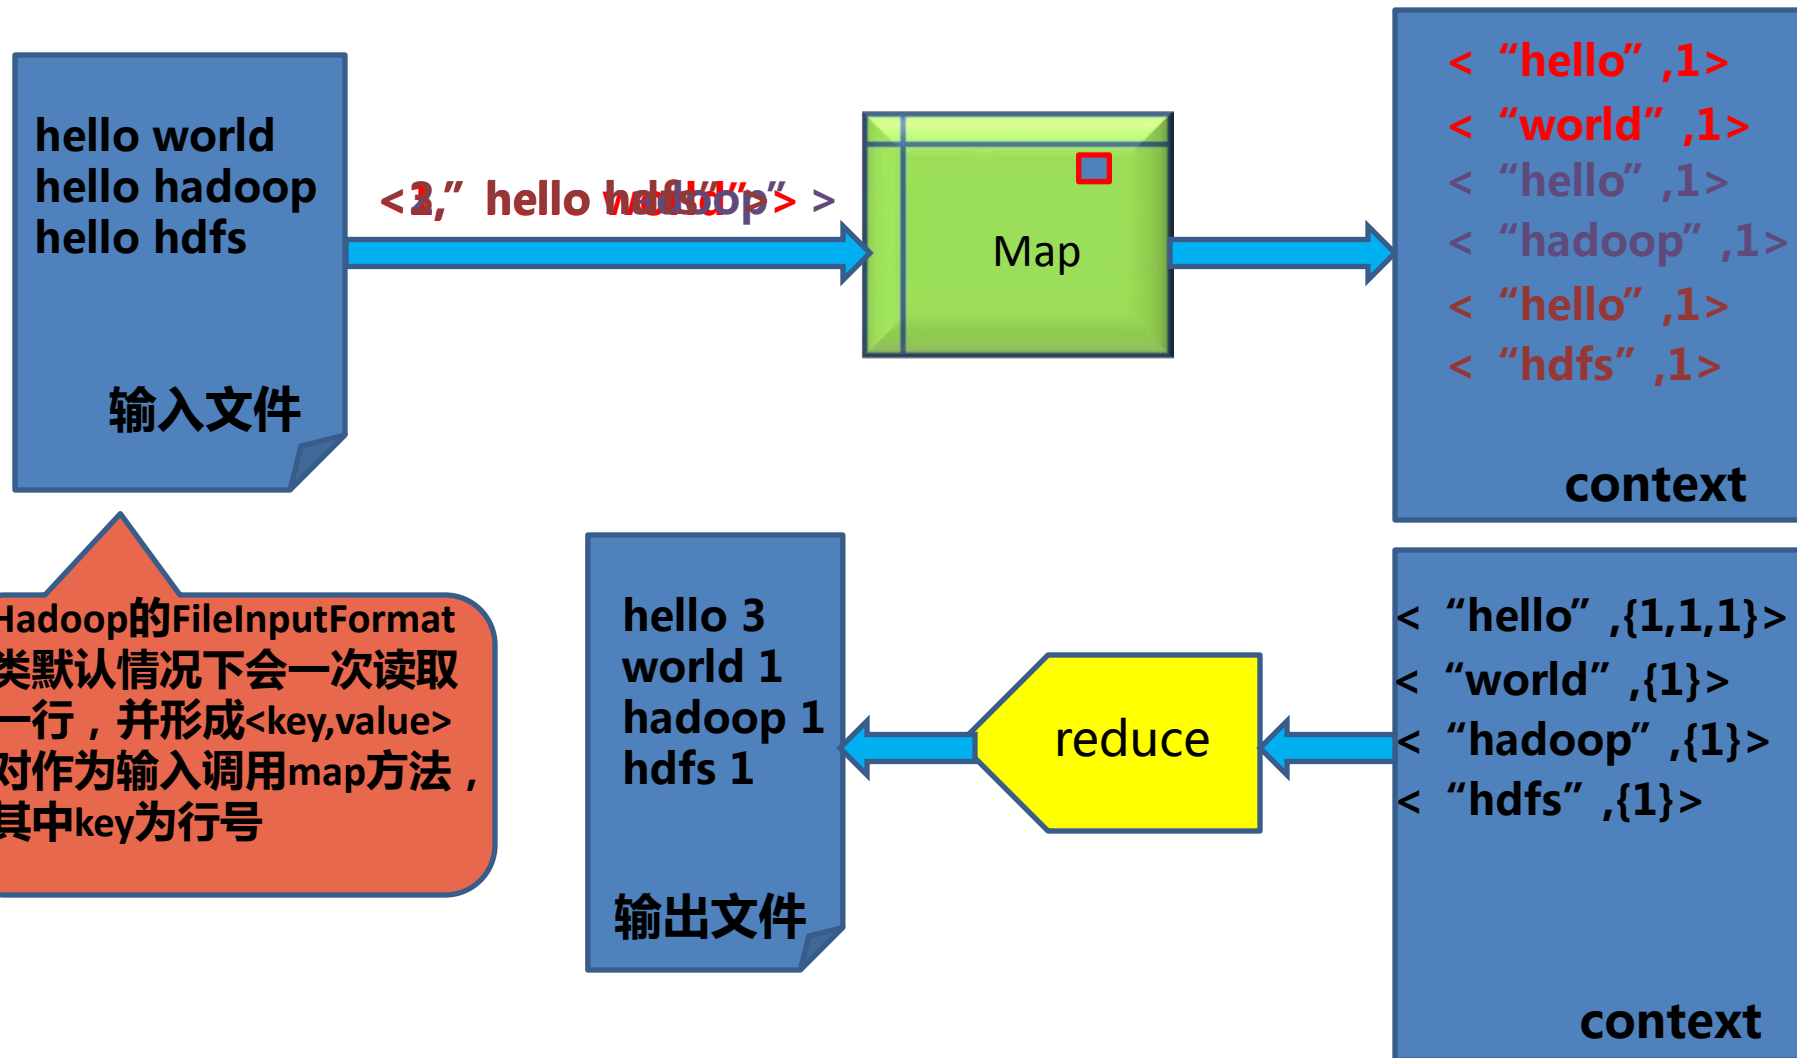 hello world
hello hadoop
hello hdfs
输入文件
hello
Map
< “hello” ,1>
< “world” ,1>
< “hello” ,1>
< “hadoop” ,1>
< “hello” ,1>
< “hdfs” ,1>
context
Hadoop的FileInputFormat
类默认情况下会一次读取
一行，并形成<key,value>
对作为输入调用map方法，
其中key为行号
hello 3
world 1
hadoop 1
hdfs 1
输出文件
reduce
< “hello” ,{1,1,1}>
< “world” ,{1}>
< “hadoop” ,{1}>
< “hdfs” ,{1}>
context